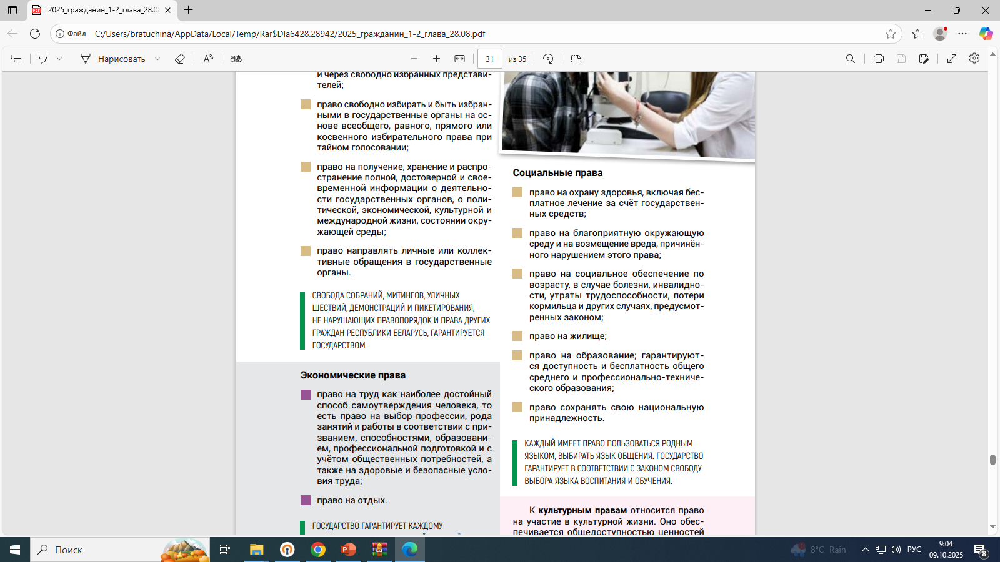 2025_гражданин_1-2_глава_28.0
Файл
C:/Users/bratuchina/AppData/Local/Temp/Rar$DIa6428.28942/2025_гражданин_1-2_глава_28.08.pdf
Нарисовать
31
из 35
и через свободно избранных представи-
телей;
право свободно избирать и быть избран-
ными в государственные органы на ос-
нове всеобщего, равного, прямого или
косвенного избирательного права при
тайном голосовании;
право на получение, хранение и распро-
странение полной, достоверной и свое-
временной информации о деятельно-
сти государственных органов, о поли-
тической, экономической, культурной и
международной жизни, состоянии окру-
жающей среды;
право направлять личные или коллек-
тивные обращения в государственные
органы.
СВОБОДА СОБРАНИЙ, МИТИНГОВ, УЛИЧНЫХ
ШЕСТВИЙ, ДЕМОНСТРАЦИЙ И ПИКЕТИРОВАНИЯ,
НЕ НАРУШАЮЩИХ ПРАВОПОРЯДОК И ПРАВА ДРУГИХ
ГРАЖДАН РЕСПУБЛИКИ БЕЛАРУСЬ, ГАРАНТИРУЕТСЯ
ГОСУДАРСТВОМ.
Экономические права
право на труд как наиболее достойный
способ самоутверждения человека, то
есть право на выбор профессии, рода
занятий и работы в соответствии с при-
званием, способностями, образовани-
ем, профессиональной подготовкой и с
учётом общественных потребностей, а
также на здоровые и безопасные усло-
вия труда;
право на отдых.
ГОСУДАРСТВО ГАРАНТИРУЕТ КАЖДОМУ
Социальные права
право на охрану здоровья, включая бес-
платное лечение за счёт государствен-
ных средств;
право на благоприятную окружающую
среду и на возмещение вреда, причинён-
ного нарушением этого права;
право на социальное обеспечение по
возрасту, в случае болезни, инвалидно-
сти, утраты трудоспособности, потери
кормильца и других случаях, предусмот-
ренных законом;
право на жилище;
право на образование; гарантируют-
ся доступность и бесплатность общего
среднего и профессионально-техниче-
ского образования;
право сохранять свою национальную
принадлежность.
КАЖДЫЙ ИМЕЕТ ПРАВО ПОЛЬЗОВАТЬСЯ РОДНЫМ
ЯЗЫКОМ, ВЫБИРАТЬ ЯЗЫК ОБЩЕНИЯ. ГОСУДАРСТВО
ГАРАНТИРУЕТ В СООТВЕТСТВИИ С ЗАКОНОМ СВОБОДУ
ВЫБОРА ЯЗЫКА ВОСПИТАНИЯ И ОБУЧЕНИЯ.
К культурным правам относится право
на участие в культурной жизни. Оно обес-
печивается общедоступностью ценностей
Поиск
8°C Rain
РУС
9:04
09.10.2025
8